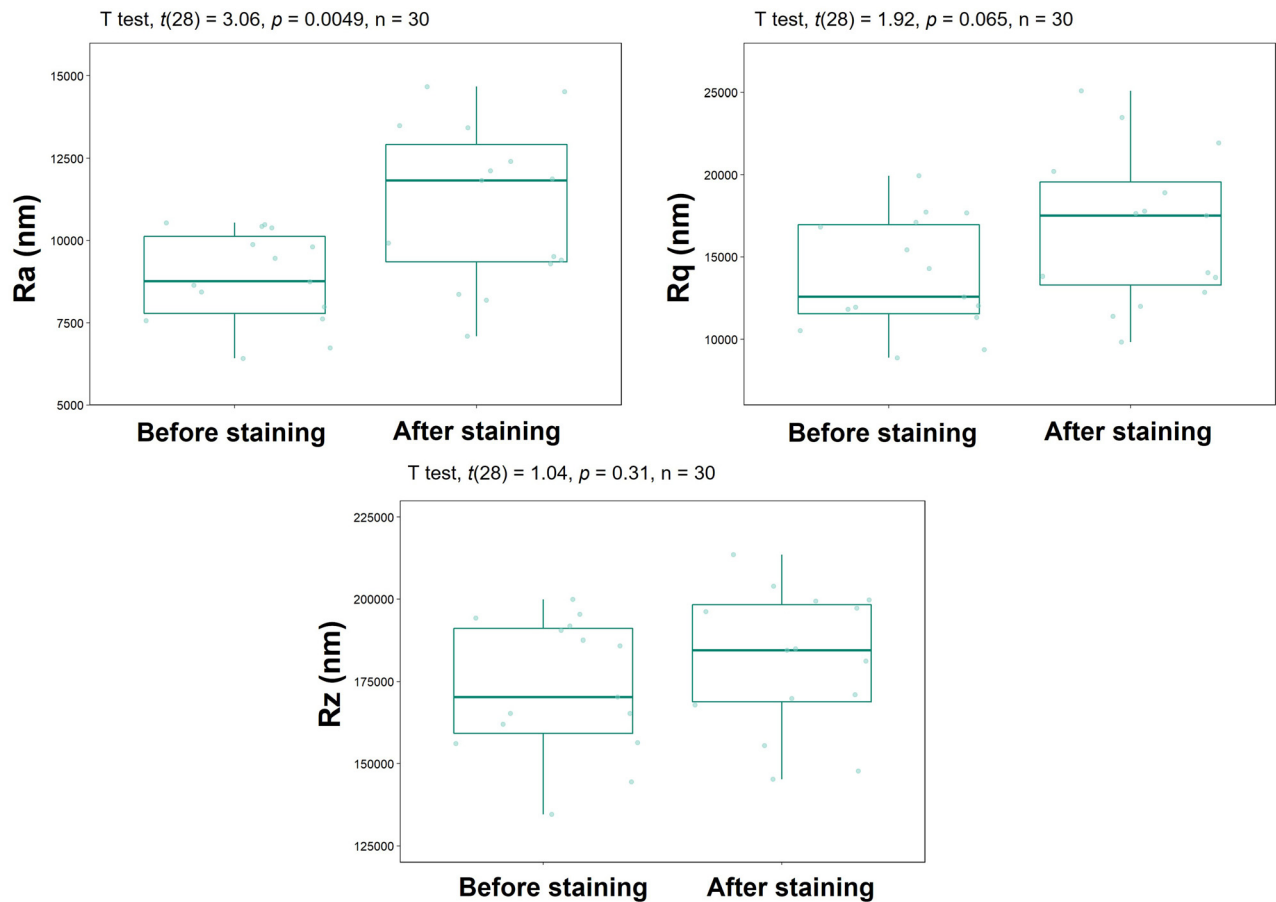 T test, t(28) = 3.06, p = 0.0049, n = 30
Ra (nm)
15000
12500
10000
7500
5000
Before staining
After staining
T test, t(28) = 1.92, p = 0.065, n = 30
Rq (nm)
25000
20000
15000
10000
Before staining
After staining
T test, t(28) = 1.04, p = 0.31, n = 30
Rz (nm)
225000
200000
175000
150000
125000
Before staining
After staining